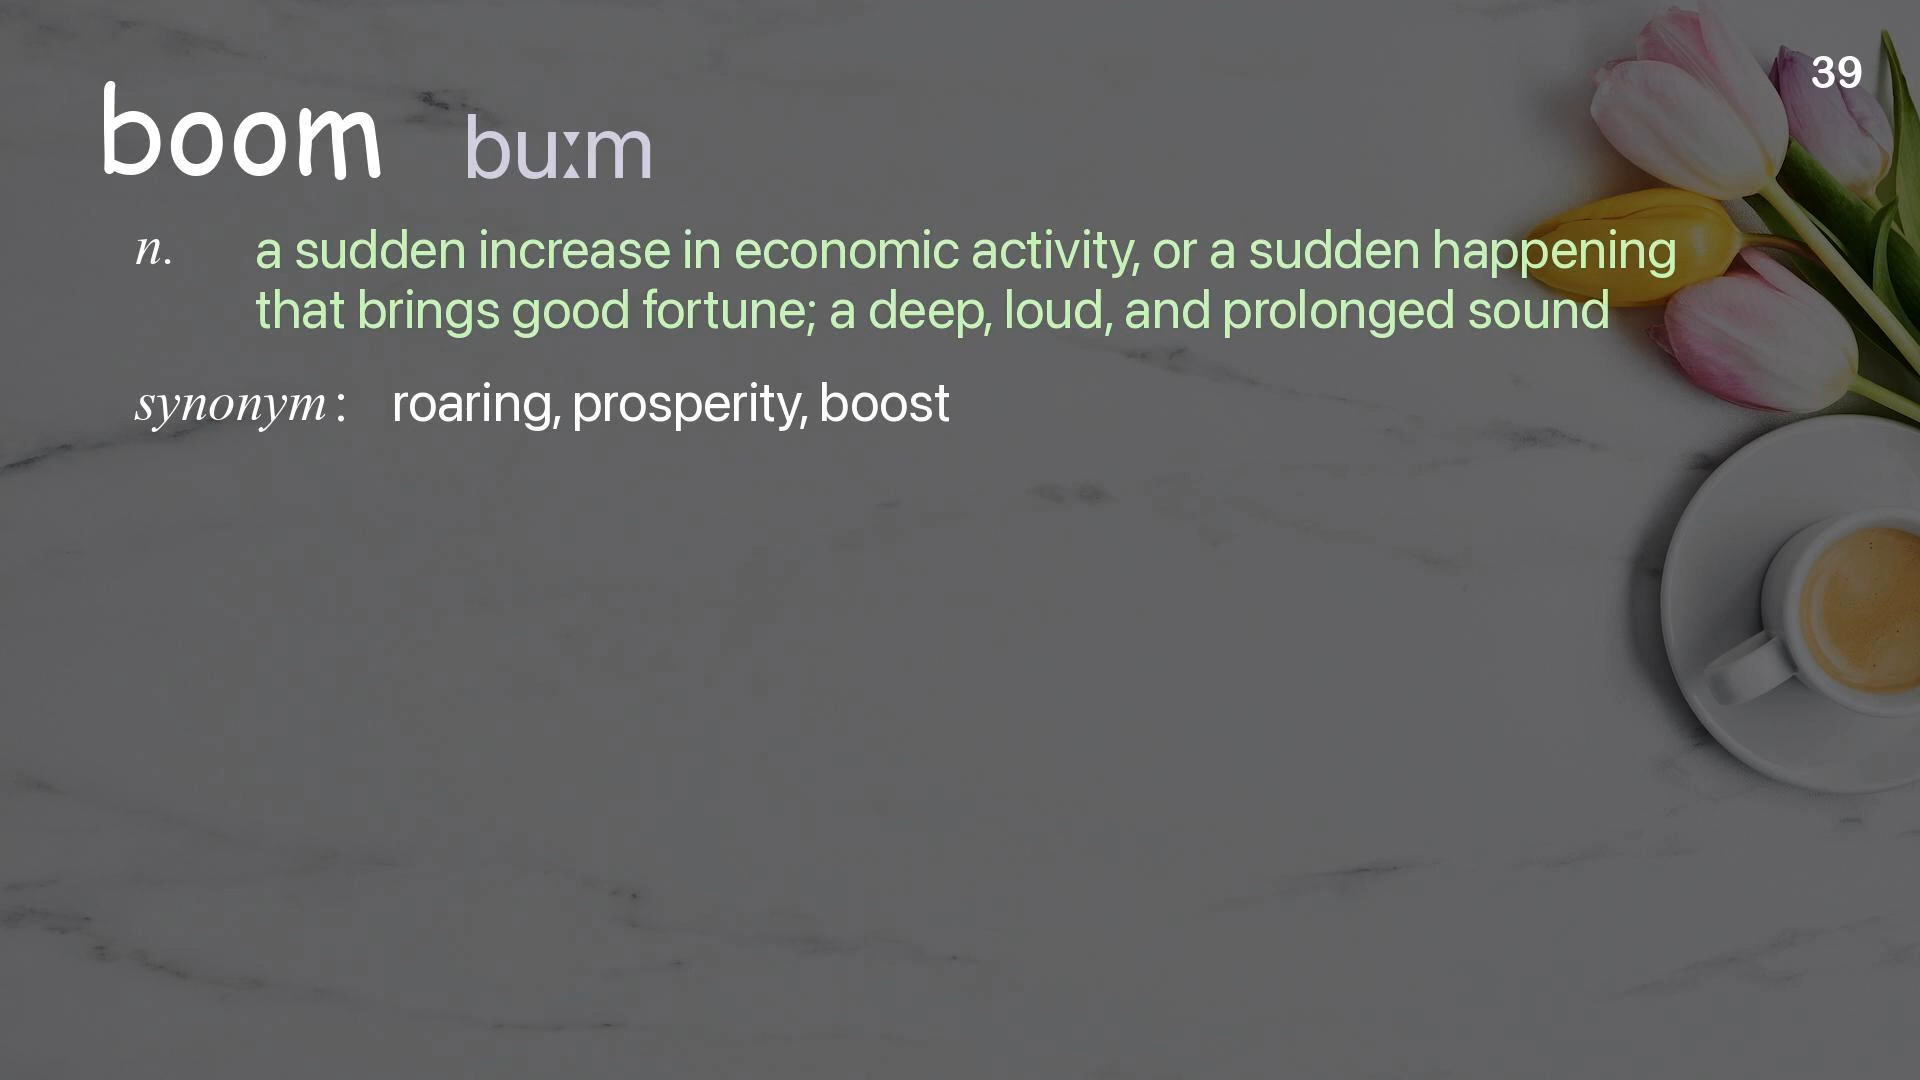 39
boom buːm
n. a sudden increase in economic activity, or a sudden happening
that brings good fortune; a deep, loud, and prolonged sound
synonym : roaring, prosperity, boost